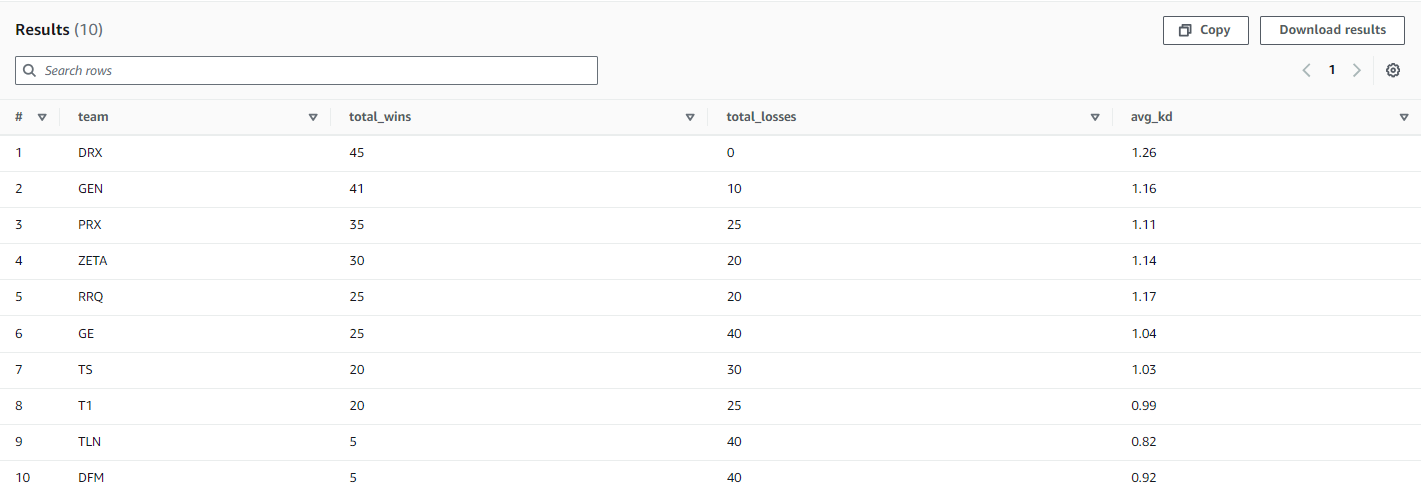 Results (10)
Copy
Download results
Search rows
1
# team total_wins total_losses avg_kd
1 DRX 45 0 1.26
2 GEN 41 10 1.16
3 PRX 35 25 1.11
4 ZETA 30 20 1.14
5 RRQ 25 20 1.17
6 GE 25 40 1.04
7 TS 20 30 1.03
8 T1 20 25 0.99
9 TLN 5 40 0.82
10 DFM 5 40 0.92